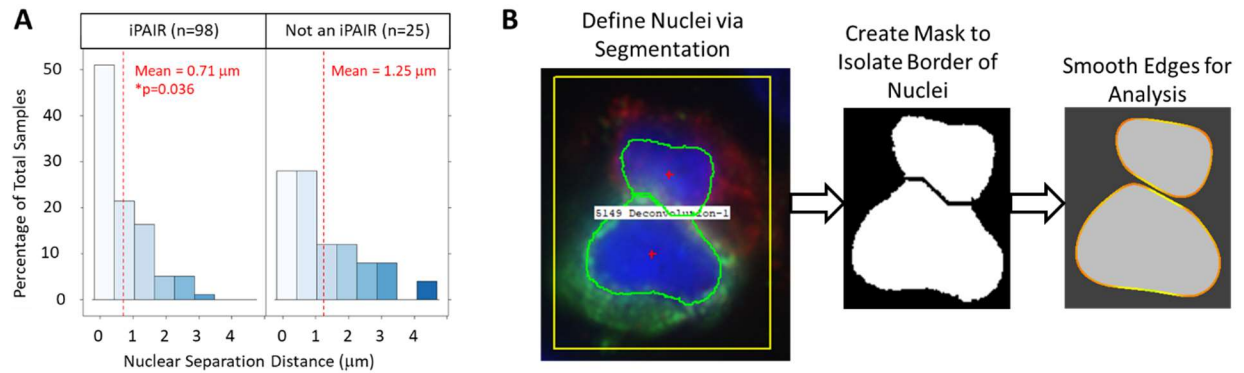 A
iPAIR (n=98)
Not an iPAIR (n=25)
Percentage of Total Samples
50
40
30
20
10
0
Mean = 0.71 μm
*p=0.036
Mean = 1.25 μm
0 1 2 3 4
0 1 2 3 4
Nuclear Separation Distance (μm)
B
Define Nuclei via
Segmentation
5149 Deconvolution-1
Create Mask to
Isolate Border of
Nuclei
Smooth Edges for
Analysis